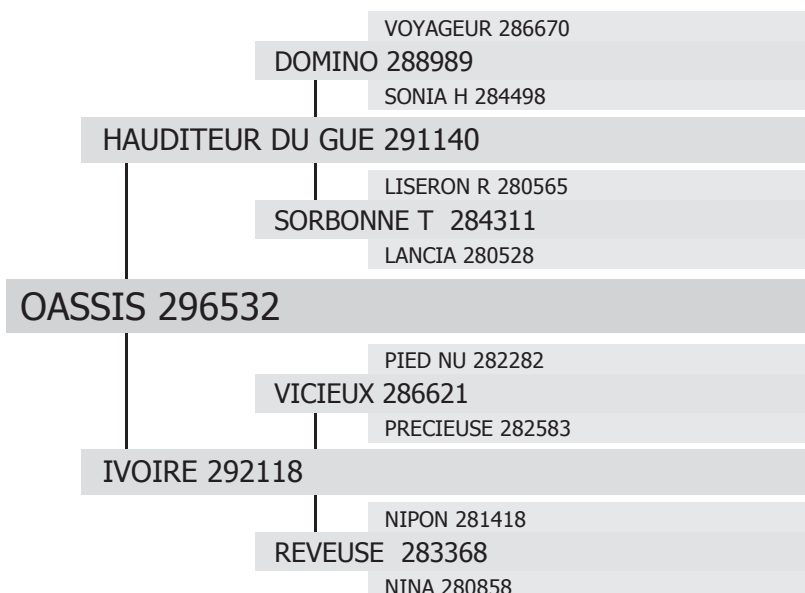 VOYAGEUR 286670
DOMINO 288989
SONIA H 284498
HAUDITEUR DU GUE 291140
LISERON R 280565
SORBONNE T 284311
LANCIA 280528
OASSIS 296532
PIED NU 282282
VICIEUX 286621
PRECIEUSE 282583
IVOIRE 292118
NIPON 281418
REVEUSE 283368
NINA 280858